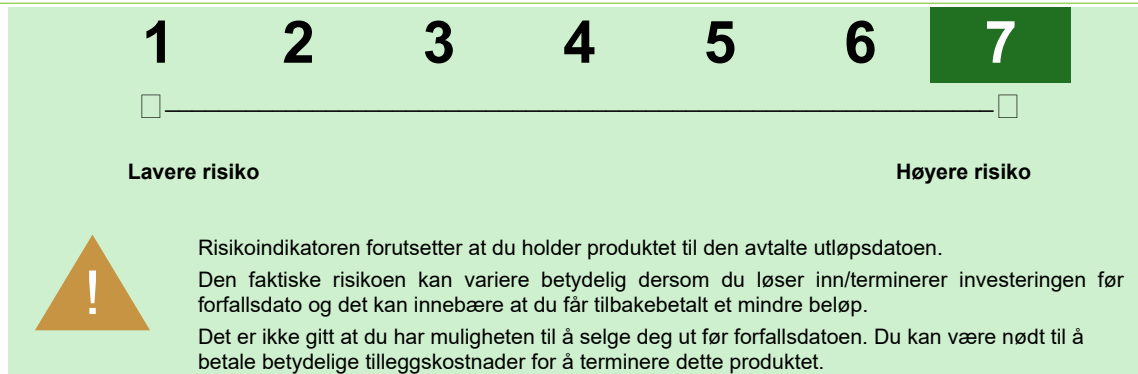 1 2 3 4 5 6 7
Lavere risiko Høyere risiko
!
Risikoindikatoren forutsetter at du holder produktet til den avtalte utløpsdatoen.
Den faktiske risikoen kan variere betydelig dersom du løser inn/terminerer investeringen før
forfallsdato og det kan innebære at du får tilbakebetalt et mindre beløp.
Det er ikke gitt at du har muligheten til å selge deg ut før forfallsdatoen. Du kan være nødt til å
betale betydelige tilleggskostnader for å terminere dette produktet.